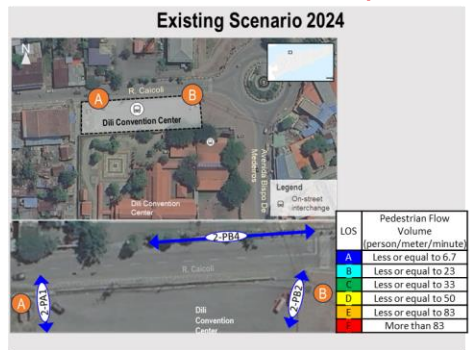 Existing Scenario 2024
N
R. Caicoli
A
B
Dili Convention Center
Avenida Bispo De
Medeiros
Legend
On-street
interchange
Dili Convention
Center
2-PB4
R. Caicoli
2-PA1
2-PB2
A
B
Dili
Convention
Center
LOS
Pedestrian Flow
Volume
(person/meter/minute)
A Less or equal to 6.7
B Less or equal to 23
C Less or equal to 33
D Less or equal to 50
E Less or equal to 83
F More than 83